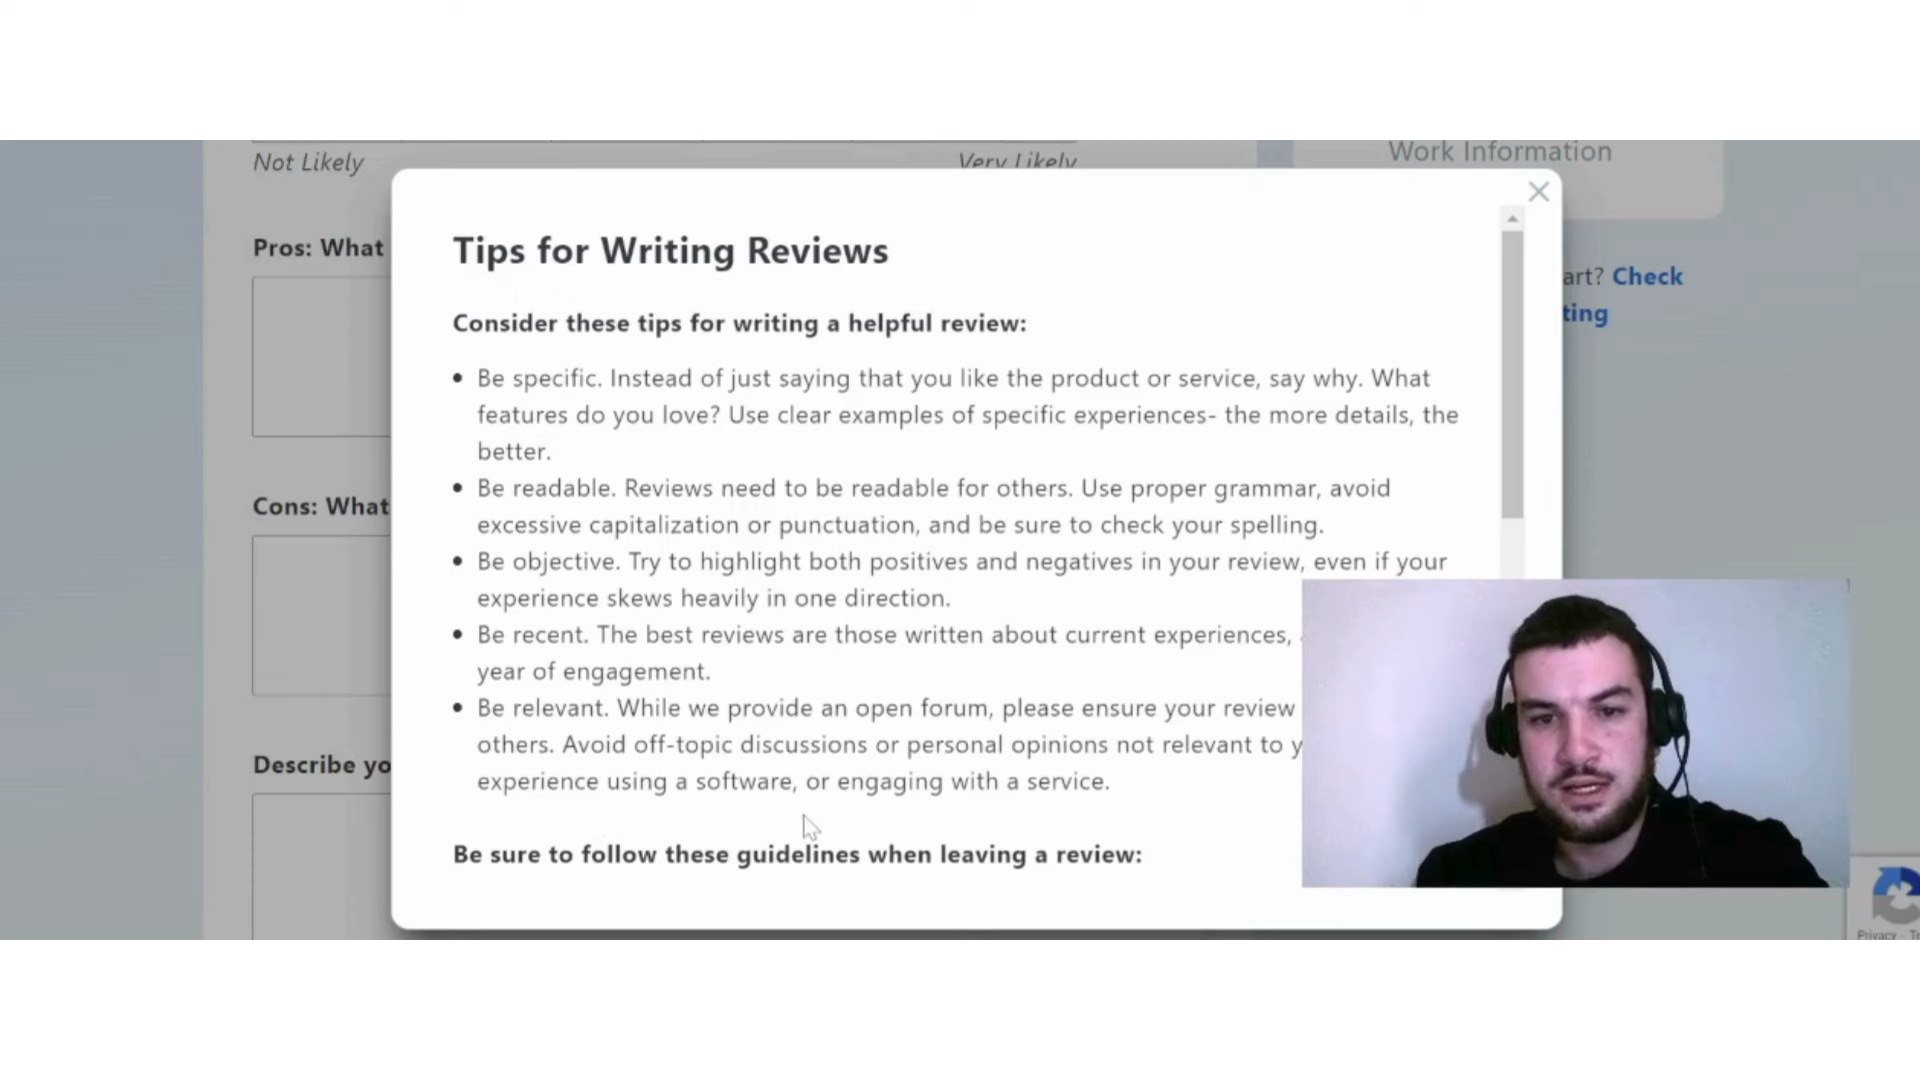 Not Likely
Very Likely
Work Information
Tips for Writing Reviews
Pros: What
art? Check
ting
Consider these tips for writing a helpful review:
• Be specific. Instead of just saying that you like the product or service, say why. What
features do you love? Use clear examples of specific experiences- the more details, the
better.
• Be readable. Reviews need to be readable for others. Use proper grammar, avoid
excessive capitalization or punctuation, and be sure to check your spelling.
Cons: What
• Be objective. Try to highlight both positives and negatives in your review, even if your
experience skews heavily in one direction.
• Be recent. The best reviews are those written about current experiences,
year of engagement.
• Be relevant. While we provide an open forum, please ensure your review
others. Avoid off-topic discussions or personal opinions not relevant to y
experience using a software, or engaging with a service.
Describe yo
Be sure to follow these guidelines when leaving a review:
Privacy - Te